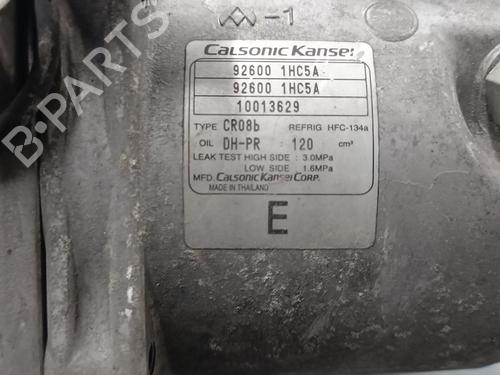 -1
Calsonic Kansei
92600 1HC5A
92600 1HC5A
10013629
TYPE CR08b REFRIG HFC-134a
OIL DH-PR : 120 cm³
LEAK TEST HIGH SIDE : 3.0MPa
LOW SIDE : 1.6MPa
MFD. CALSONIC KANSEI CORP.
MADE IN THAILAND
E
B-PARTS